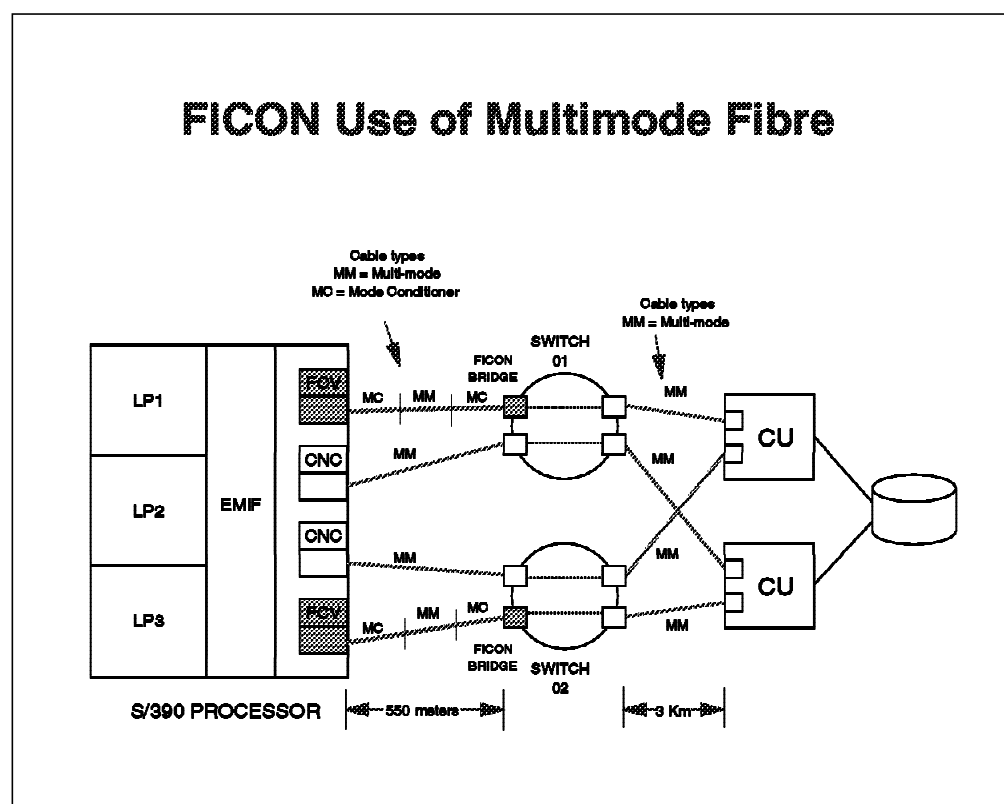 FICON Use of Multimode Fibre
Cable types
MM = Multi-mode
MC = Mode Conditioner
Cable types
MM = Multi-mode
SWITCH
01
FICON
BRIDGE
MM
LP1
FCV
MC
MM
MC
CU
CNC
MM
MM
LP2
EMIF
CNC
MM
MM
CU
LP3
FCV
MC
MM
MC
MM
FICON
BRIDGE
SWITCH
02
S/390 PROCESSOR
550 meters
3 Km